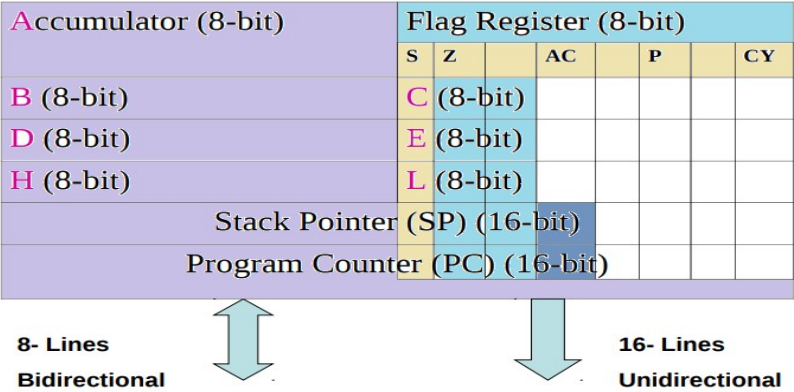 Accumulator (8-bit) Flag Register (8-bit)
S Z AC P CY
B (8-bit) C (8-bit)
D (8-bit) E (8-bit)
H (8-bit) L (8-bit)
Stack Pointer (SP) (16-bit)
Program Counter (PC) (16-bit)
8- Lines 16- Lines
Bidirectional Unidirectional